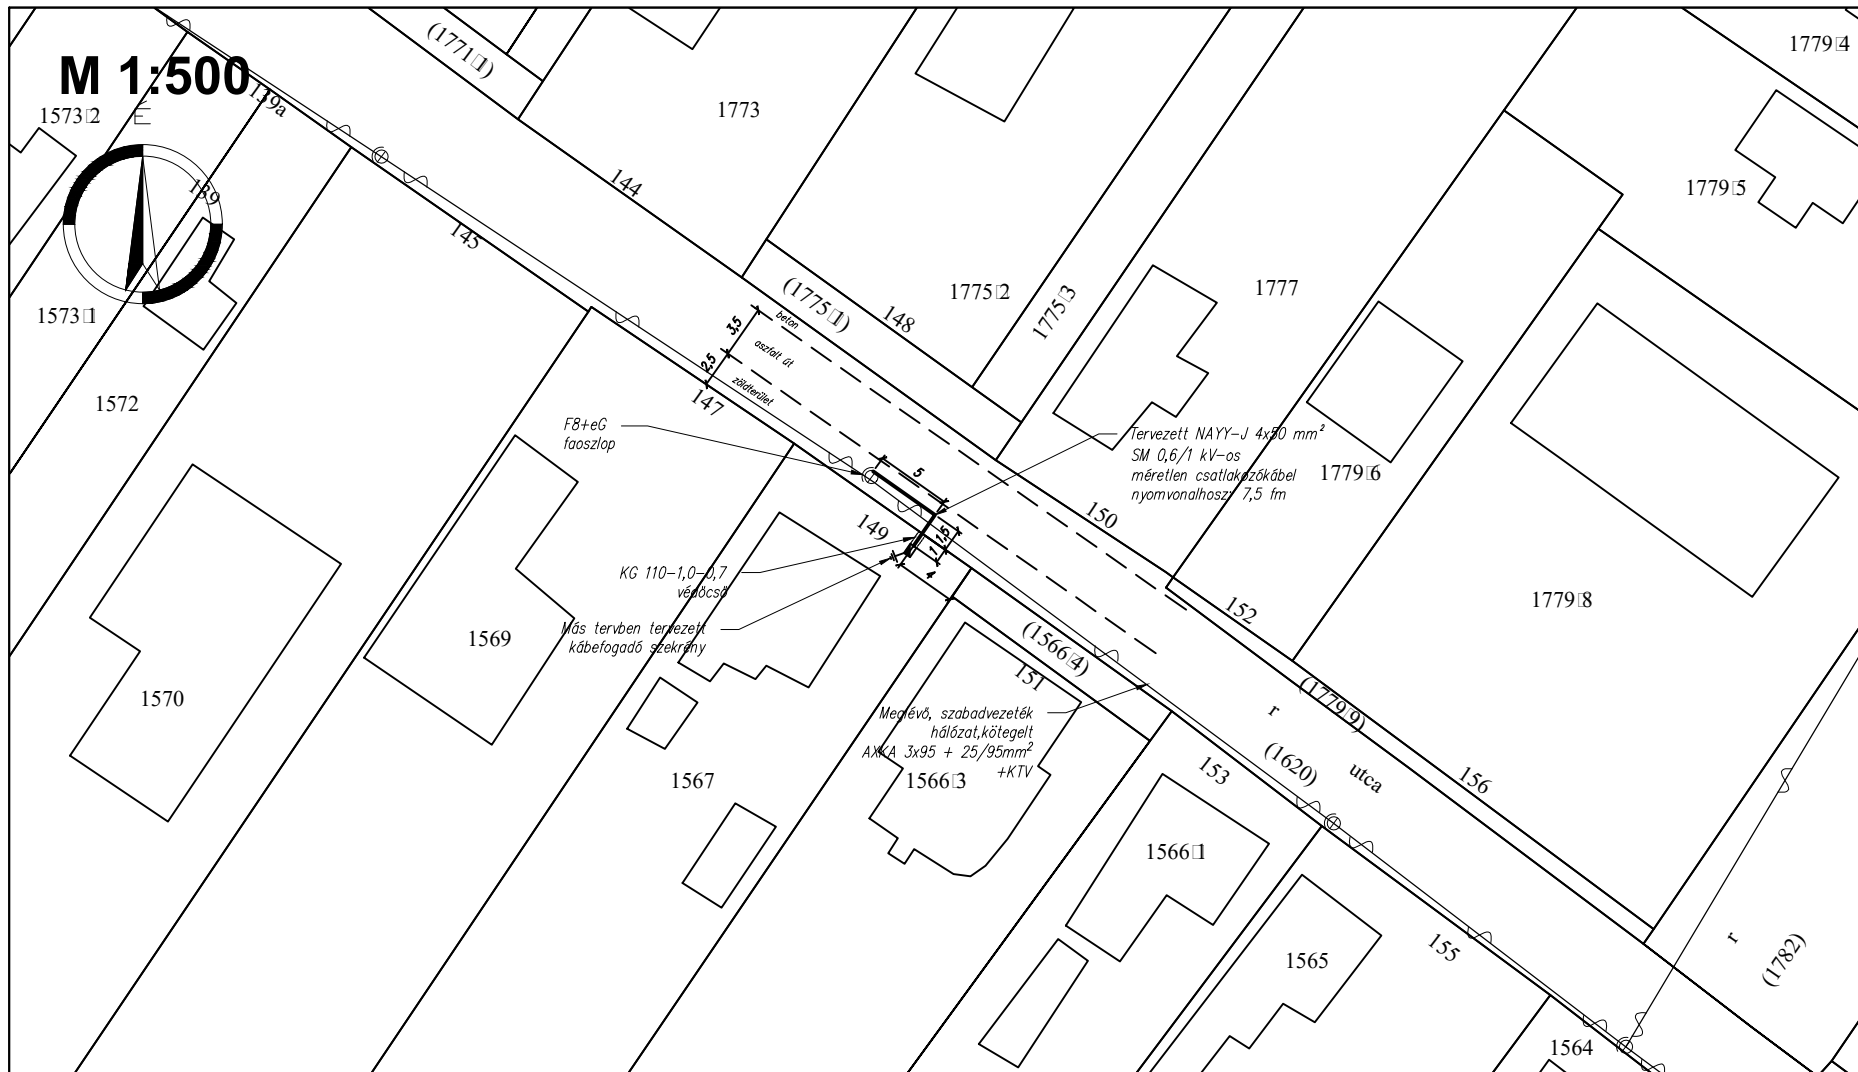 M 1:500
É
(1771/1)
1773
1779/4
139a
1573/2
139
144
1779/5
145
1573/1
(1775/1)
148
1775/2
1775/3
1777
3,5
beton
aszfalt út
2,5
zöldterület
1572
147
F8+eG
faoszlop
Tervezett NAYY-J 4x50 mm²
SM 0,6/1 kV-os
méretlen csatlakozókábel
nyomvonalhossz: 7,5 fm
1779/6
5
149
150
1,5
1
4
KG 110-1,0-0,7
védőcső
Más tervben tervezett
kábefogadó szekrény
1779/8
152
1569
(1566/4)
151
1570
Meglévő, szabadvezeték
hálózat,kötegelt
AXKA 3x95 + 25/95mm²
+KTV
r
(1779/9)
(1620)
utca
156
1567
1566/3
153
1566/1
155
1565
r
(1782)
1564